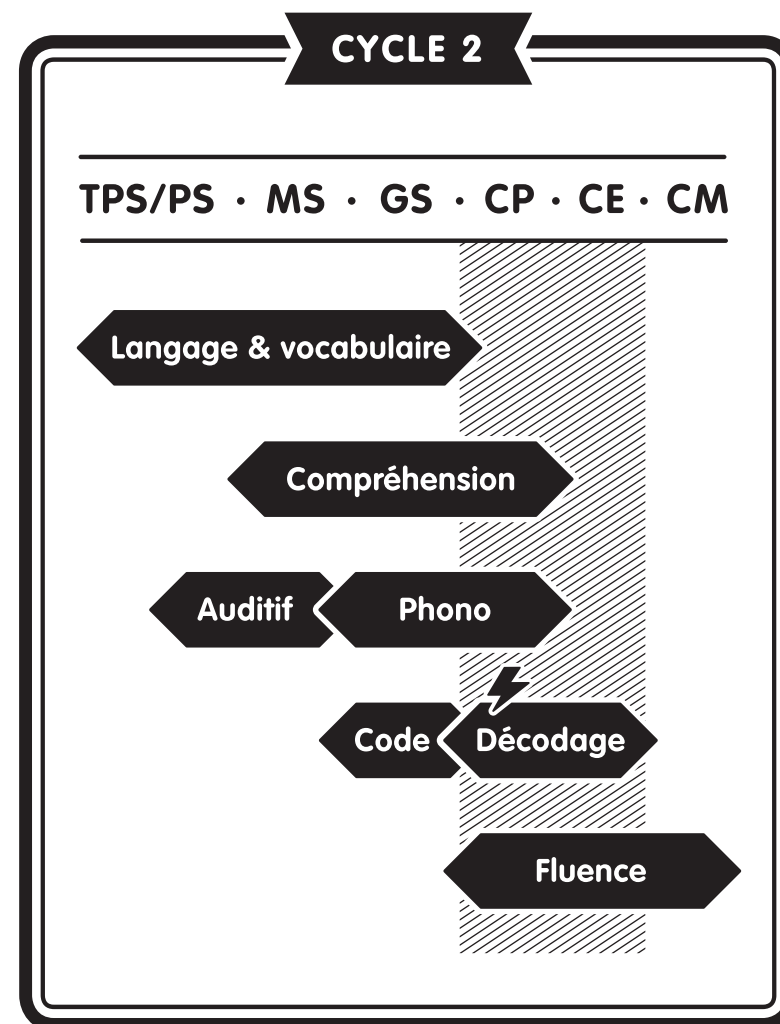 CYCLE 2
TPS/PS · MS · GS · CP · CE · CM
Langage & vocabulaire
Compréhension
Auditif Phono
Code Décodage
Fluence